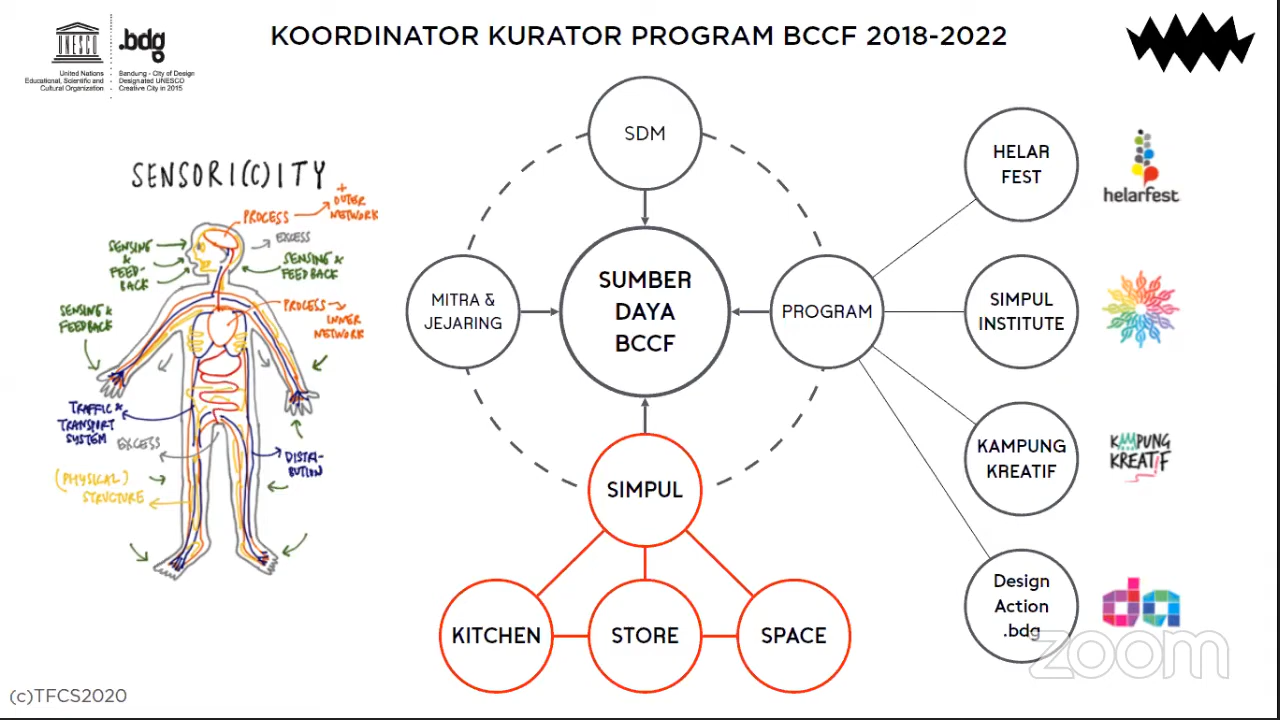 KOORDINATOR KURATOR PROGRAM BCCF 2018-2022
UNESCO
United Nations
Educational, Scientific and
Cultural Organization
.bdg
Bandung - City of Design
Designated UNESCO
Creative City in 2015
SENSORI(C)ITY
PROCESS
+
OUTER
NETWORK
EXCESS
SENSING
&
FEED-
BACK
SENSING &
FEEDBACK
SENSING &
FEEDBACK
PROCESS
INNER
NETWORK
TRAFFIC &
TRANSPORT
SYSTEM
EXCESS
DISTRI-
BUTION
(PHYSICAL)
STRUCTURE
SDM
MITRA &
JEJARING
SUMBER
DAYA
BCCF
PROGRAM
SIMPUL
KITCHEN
STORE
SPACE
HELAR
FEST
helarfest
SIMPUL
INSTITUTE
KAMPUNG
KREATIF
KAMPUNG
KREATIF
Design
Action
.bdg
da
zoom
(c)TFCS2020